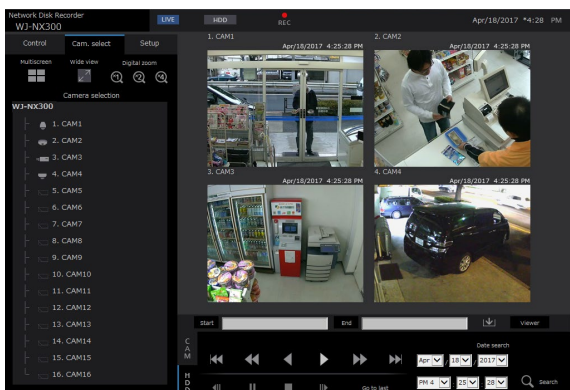 Network Disk Recorder
WJ-NX300
LIVE
HDD
REC
Apr/18/2017 *4:28 PM
Control
Cam. select
Setup
Multiscreen
Wide view
Digital zoom
Camera selection
WJ-NX300
1. CAM1
2. CAM2
3. CAM3
4. CAM4
5. CAM5
6. CAM6
7. CAM7
8. CAM8
9. CAM9
10. CAM10
11. CAM11
12. CAM12
13. CAM13
14. CAM14
15. CAM15
16. CAM16
1. CAM1
Apr/18/2017 4:25:28 PM
2. CAM2
Apr/18/2017 4:25:28 PM
3. CAM3
Apr/18/2017 4:25:28 PM
4. CAM4
Apr/18/2017 4:25:28 PM
Start
End
Viewer
CAM
HDD
Date search
Apr / 18 / 2017
PM 4 : 25 : 28
Search
Go to last